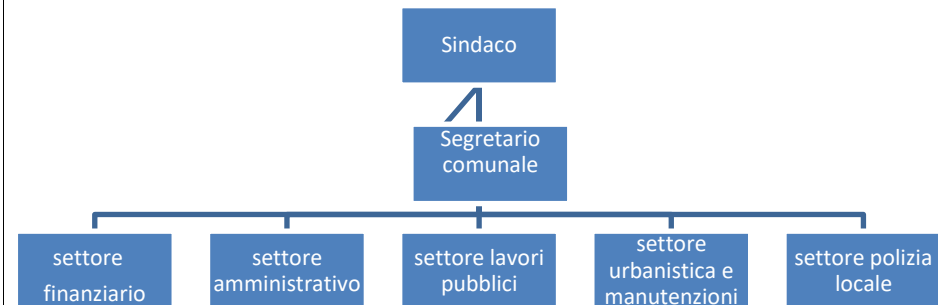 Sindaco
Segretario
comunale
settore
finanziario
settore
amministrativo
settore lavori
pubblici
settore
urbanistica e
manutenzioni
settore polizia
locale